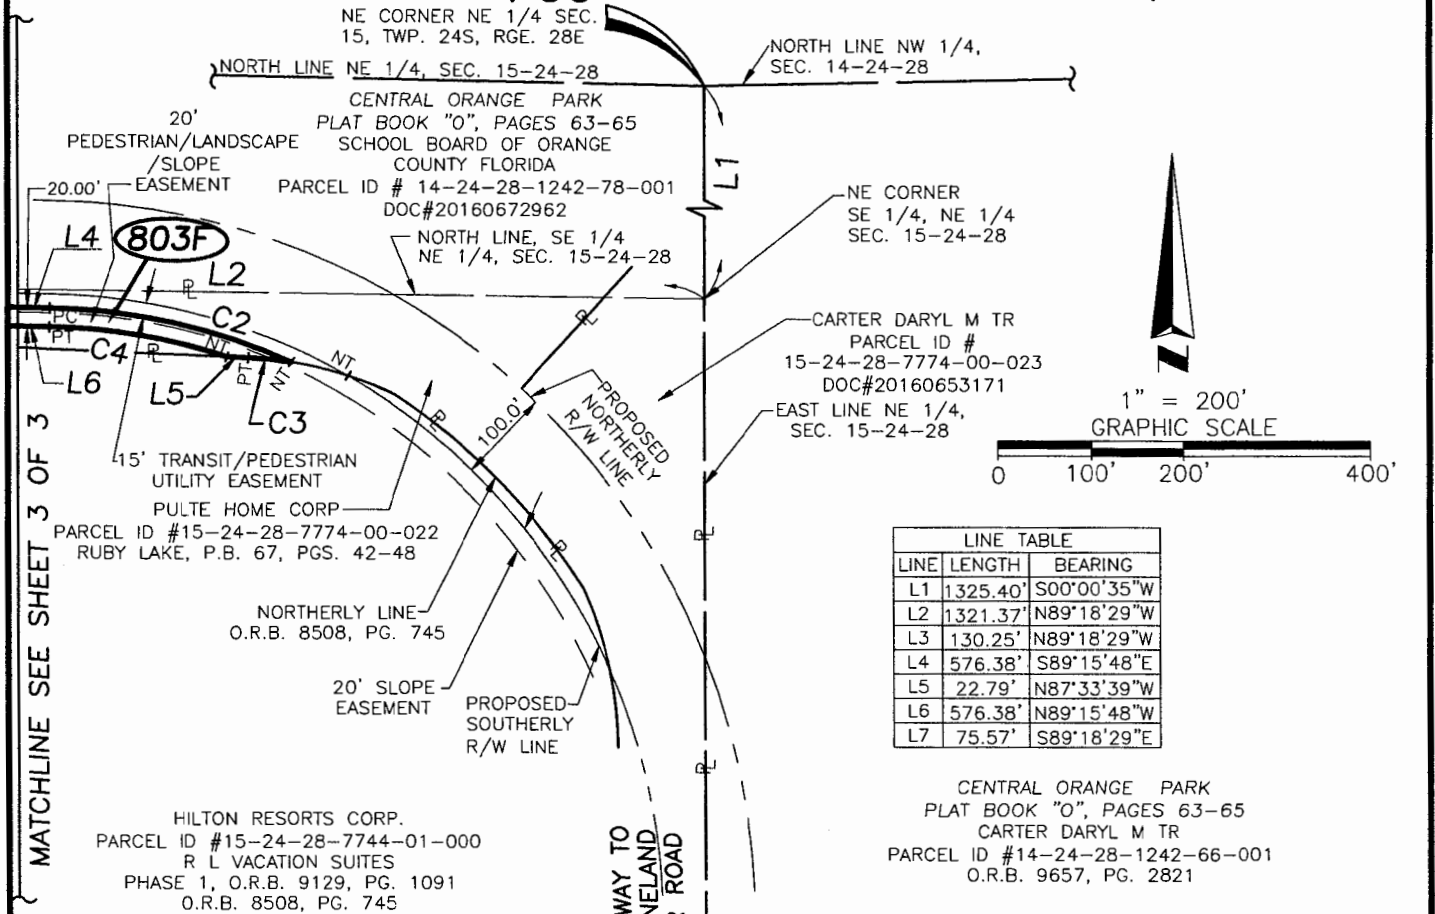 NE CORNER NE 1/4 SEC.
15, TWP. 24S, RGE. 28E
NORTH LINE NW 1/4,
SEC. 14-24-28
NORTH LINE NE 1/4, SEC. 15-24-28
CENTRAL ORANGE PARK
PLAT BOOK "O", PAGES 63-65
SCHOOL BOARD OF ORANGE
COUNTY FLORIDA
PARCEL ID # 14-24-28-1242-78-001
DOC#20160672962
20'
PEDESTRIAN/LANDSCAPE
/SLOPE
EASEMENT
20.00'
L1
NE CORNER
SE 1/4, NE 1/4
SEC. 15-24-28
L4
803F
NORTH LINE, SE 1/4
NE 1/4, SEC. 15-24-28
L2
PL
PC
PT
C2
C4
PL
NT
PT
NT
NT
L6
L5
C3
PL
CARTER DARYL M TR
PARCEL ID #
15-24-28-7774-00-023
DOC#20160653171
EAST LINE NE 1/4,
SEC. 15-24-28
N
1" = 200'
GRAPHIC SCALE
0 100' 200' 400'
PROPOSED
NORTHERLY
R/W LINE
100.0'
PL
15' TRANSIT/PEDESTRIAN
UTILITY EASEMENT
PULTE HOME CORP
PARCEL ID #15-24-28-7774-00-022
RUBY LAKE, P.B. 67, PGS. 42-48
PL
PL
NORTHERLY LINE
O.R.B. 8508, PG. 745
20' SLOPE
EASEMENT
PROPOSED
SOUTHERLY
R/W LINE
PL
MATCHLINE SEE SHEET 3 OF 3
LINE TABLE
LINE LENGTH BEARING
L1 1325.40' S00°00'35"W
L2 1321.37' N89°18'29"W
L3 130.25' N89°18'29"W
L4 576.38' S89°15'48"E
L5 22.79' N87°33'39"W
L6 576.38' N89°15'48"W
L7 75.57' S89°18'29"E
HILTON RESORTS CORP.
PARCEL ID #15-24-28-7744-01-000
R L VACATION SUITES
PHASE 1, O.R.B. 9129, PG. 1091
O.R.B. 8508, PG. 745
WAY TO
NELAND
ROAD
CENTRAL ORANGE PARK
PLAT BOOK "O", PAGES 63-65
CARTER DARYL M TR
PARCEL ID #14-24-28-1242-66-001
O.R.B. 9657, PG. 2821